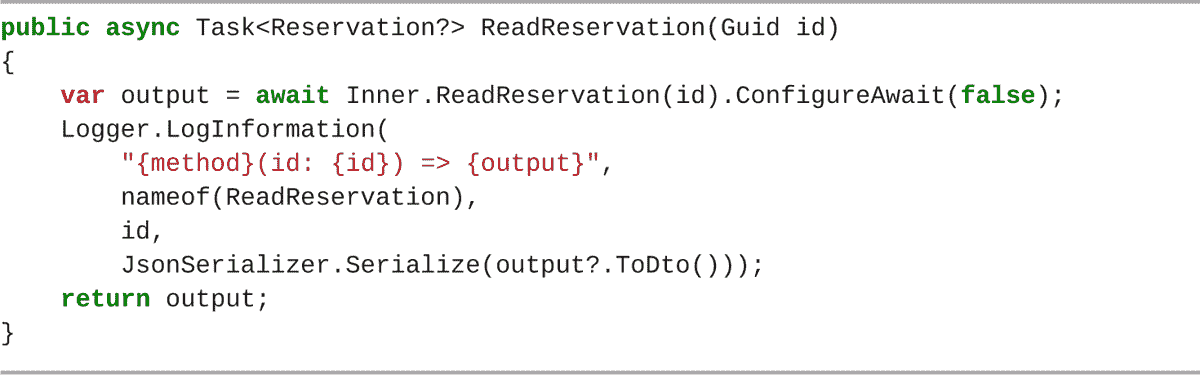 public async Task<Reservation?> ReadReservation(Guid id)
{
    var output = await Inner.ReadReservation(id).ConfigureAwait(false);
    Logger.LogInformation(
        "{method}(id: {id}) => {output}",
        nameof(ReadReservation),
        id,
        JsonSerializer.Serialize(output?.ToDto()));
    return output;
}